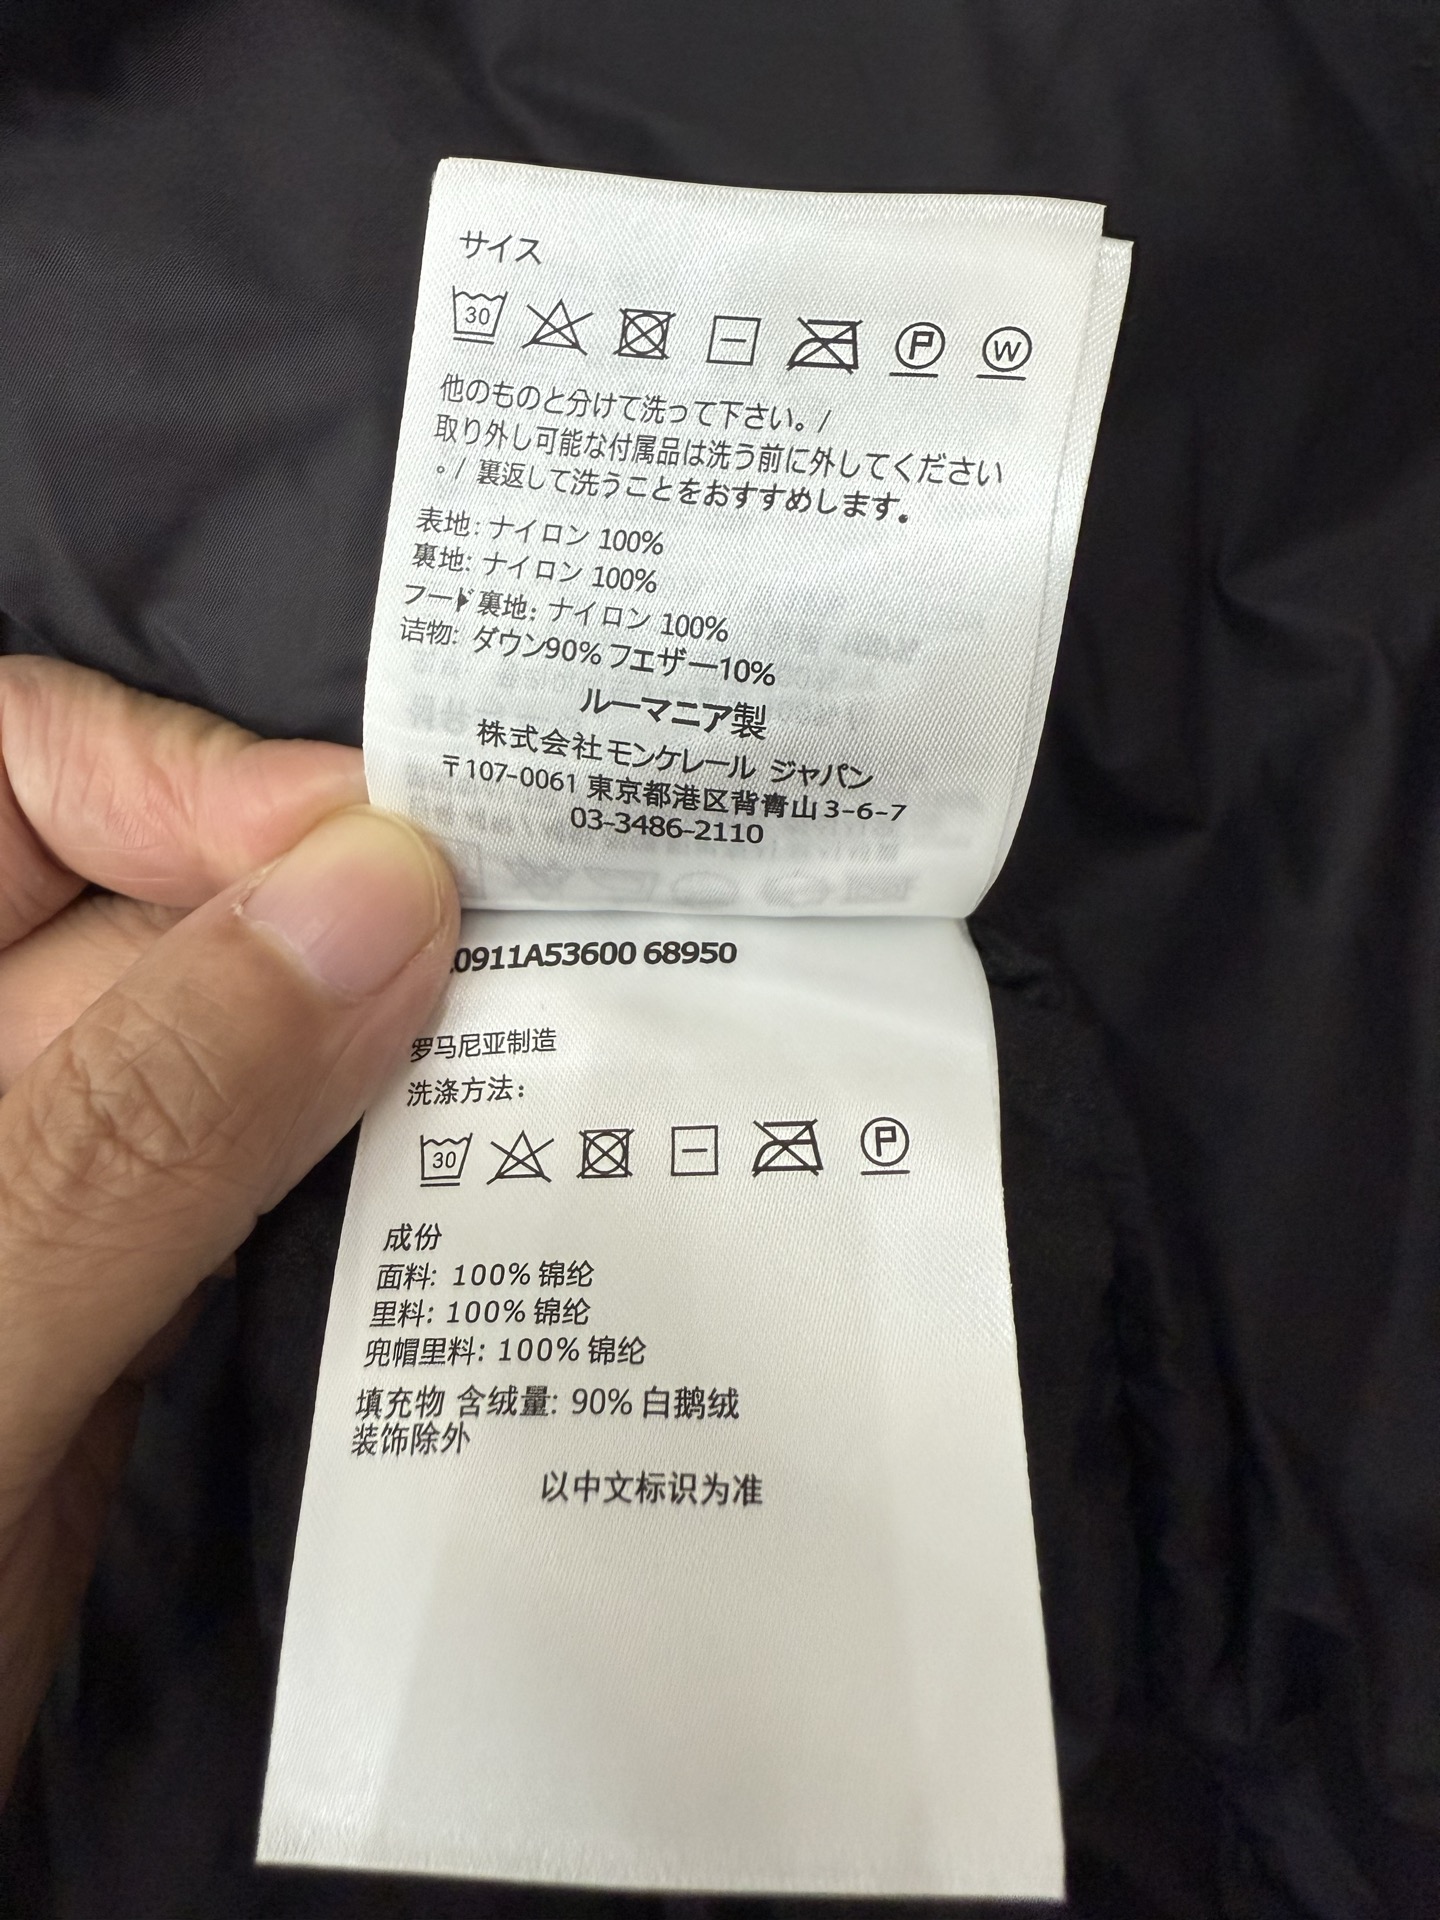 サイス
30
P
W
他のものと分けて洗って下さい。/
取り外し可能な付属品は洗う前に外してください
。/ 裏返して洗うことをおすすめします。
表地: ナイロン 100%
裏地: ナイロン 100%
フード裏地: ナイロン 100%
诘物: ダウン90% フエザー10%
ルーマニア製
株式会社モンケレール ジャパン
〒107-0061 東京都港区背青山3-6-7
03-3486-2110
0911A53600 68950
罗马尼亚制造
洗涤方法:
30
P
成份
面料: 100% 锦纶
里料: 100% 锦纶
兜帽里料: 100% 锦纶
填充物 含绒量: 90% 白鹅绒
装饰除外
以中文标识为准